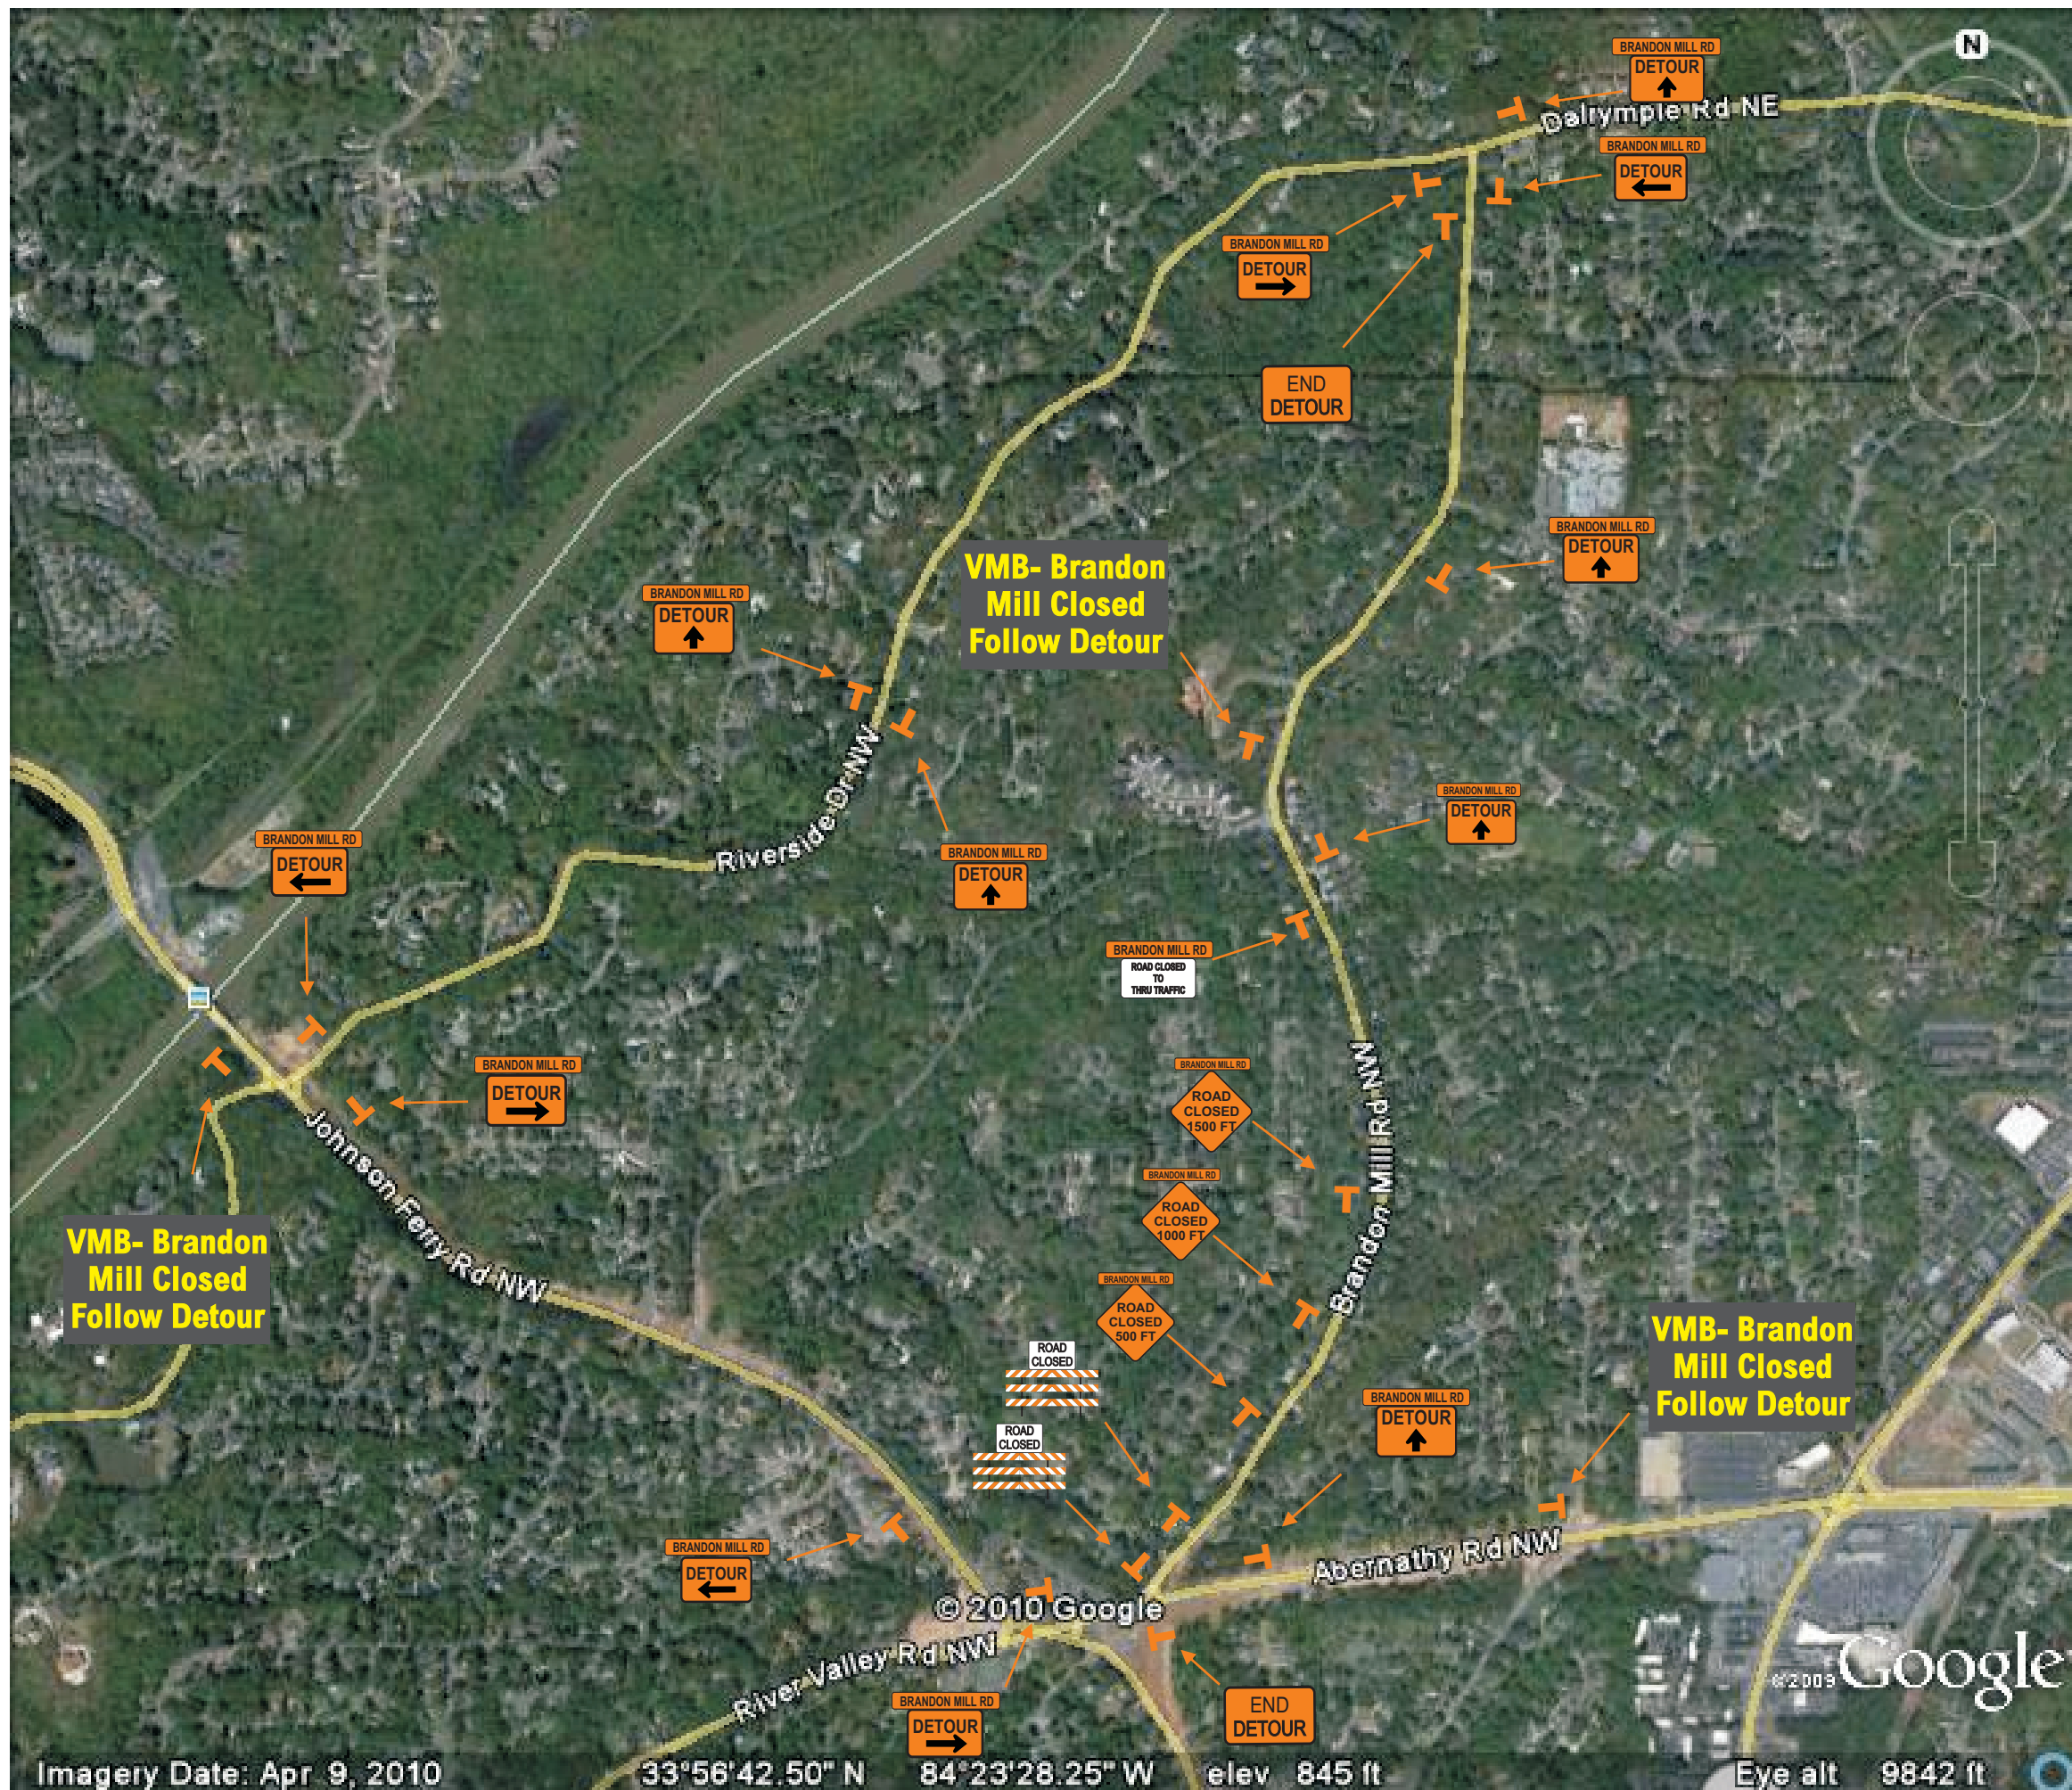 N
BRANDON MILL RD
DETOUR
Dalrymple Rd NE
BRANDON MILL RD
DETOUR
BRANDON MILL RD
DETOUR
END
DETOUR
BRANDON MILL RD
DETOUR
VMB- Brandon
Mill Closed
Follow Detour
BRANDON MILL RD
DETOUR
Riverside Dr NW
BRANDON MILL RD
DETOUR
BRANDON MILL RD
DETOUR
BRANDON MILL RD
DETOUR
BRANDON MILL RD
ROAD CLOSED
TO
THRU TRAFFIC
BRANDON MILL RD
DETOUR
Johnson Ferry Rd NW
BRANDON MILL RD
ROAD
CLOSED
1500 FT
Brandon Mill Rd NW
BRANDON MILL RD
ROAD
CLOSED
1000 FT
VMB- Brandon
Mill Closed
Follow Detour
BRANDON MILL RD
ROAD
CLOSED
500 FT
ROAD
CLOSED
VMB- Brandon
Mill Closed
Follow Detour
BRANDON MILL RD
DETOUR
ROAD
CLOSED
BRANDON MILL RD
DETOUR
Abernathy Rd NW
© 2010 Google
River Valley Rd NW
BRANDON MILL RD
DETOUR
END
DETOUR
©2009 Google
Imagery Date: Apr 9, 2010
33°56'42.50" N
84°23'28.25" W
elev 845 ft
Eye alt 9842 ft